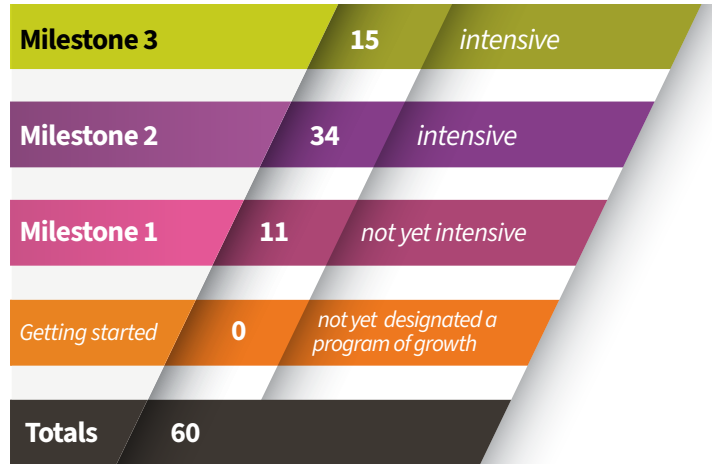 Milestone 3 15 intensive
Milestone 2 34 intensive
Milestone 1 11 not yet intensive
Getting started 0 not yet designated a
program of growth
Totals 60